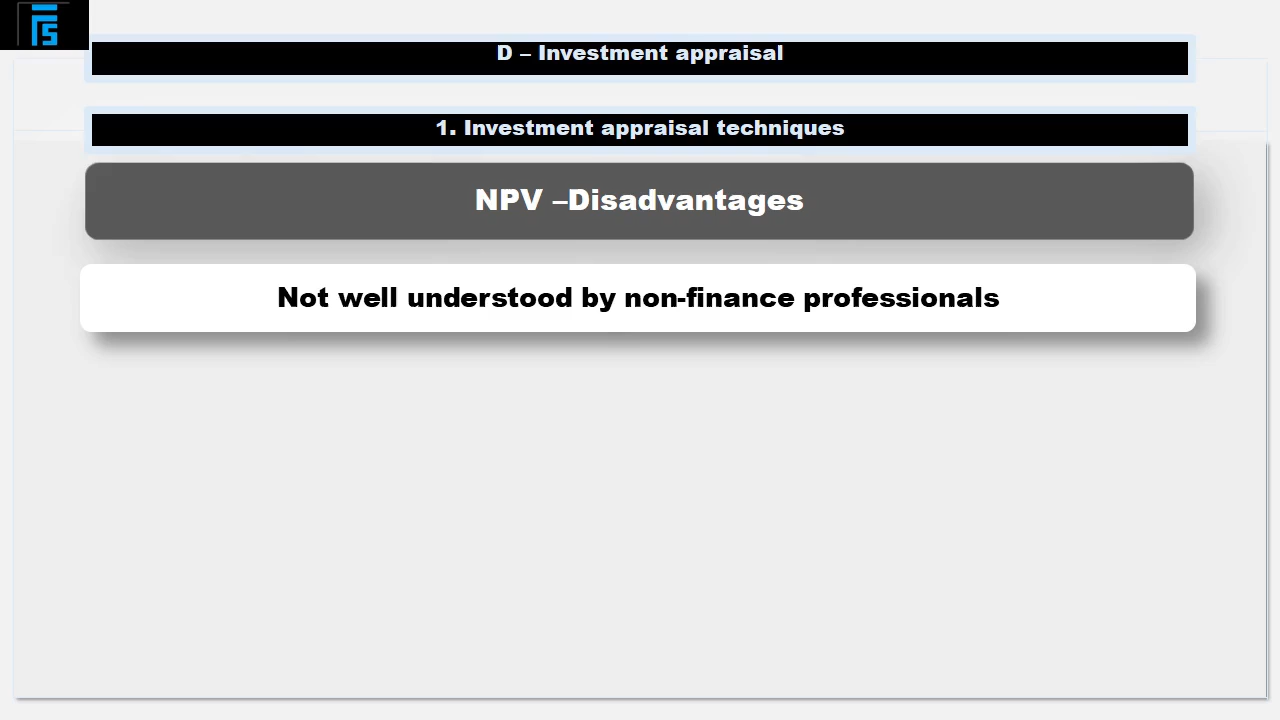 D – Investment appraisal
1. Investment appraisal techniques
NPV –Disadvantages
Not well understood by non-finance professionals